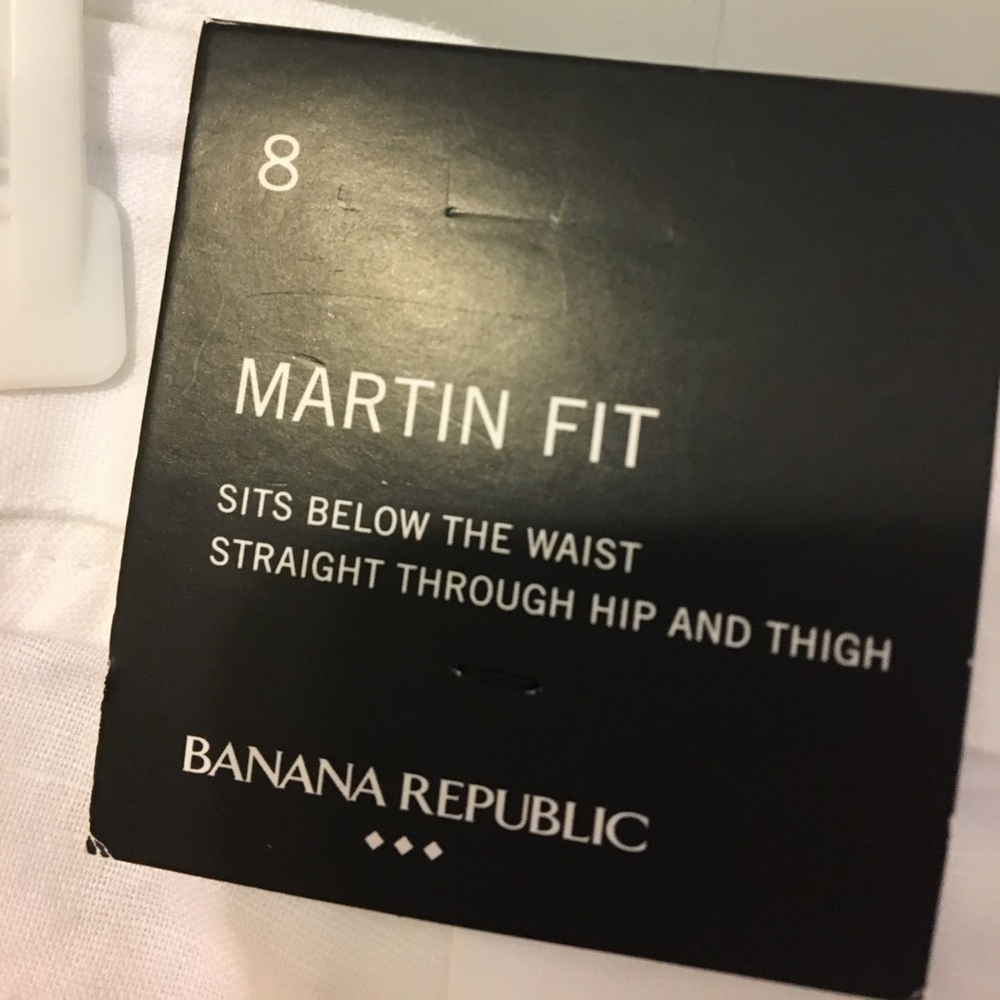 8
MARTIN FIT
SITS BELOW THE WAIST
STRAIGHT THROUGH HIP AND THIGH
BANANA REPUBLIC